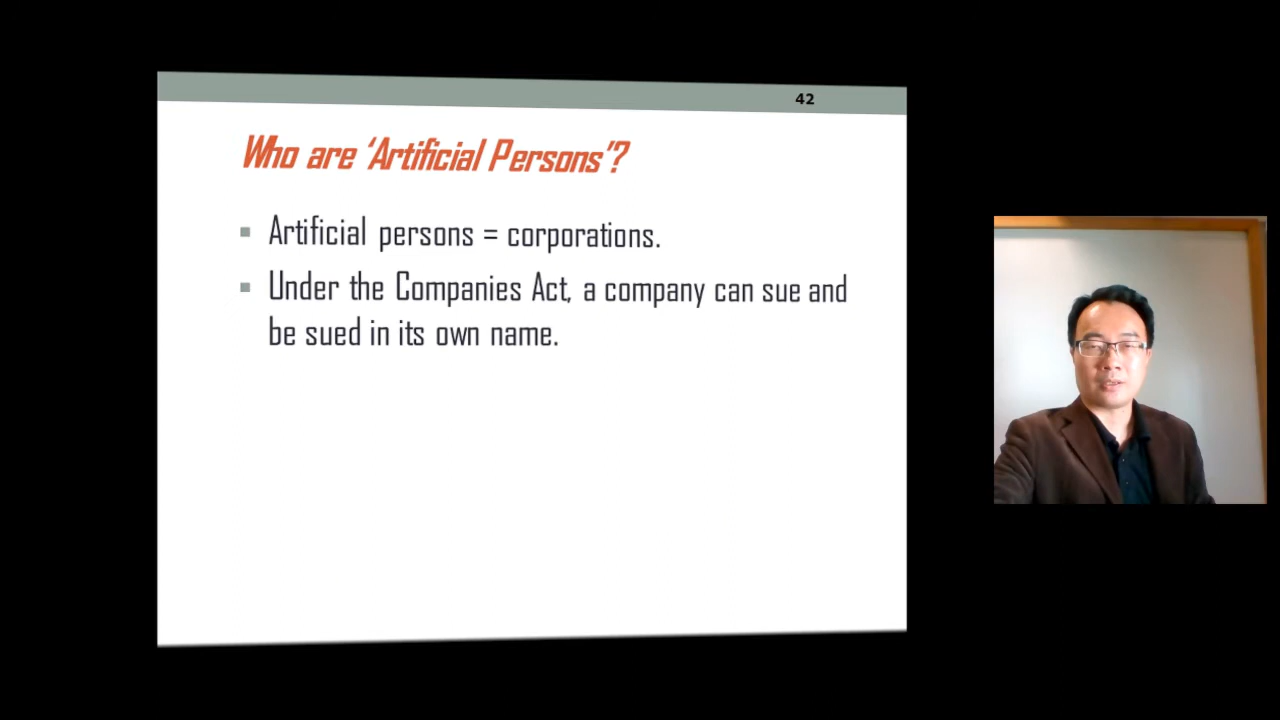 42
Who are ‘Artificial Persons’?
▪ Artificial persons = corporations.
▪ Under the Companies Act, a company can sue and
be sued in its own name.